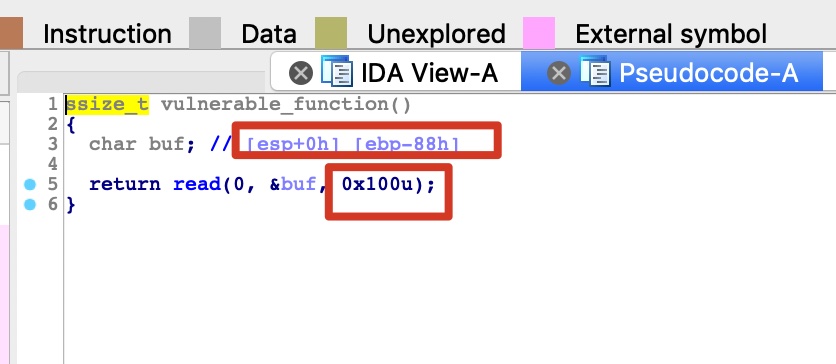 Instruction Data Unexplored External symbol
IDA View-A Pseudocode-A
1 ssize_t vulnerable_function()
2 {
3 char buf; // [esp+0h] [ebp-88h]
4
5 return read(0, &buf, 0x100u);
6 }